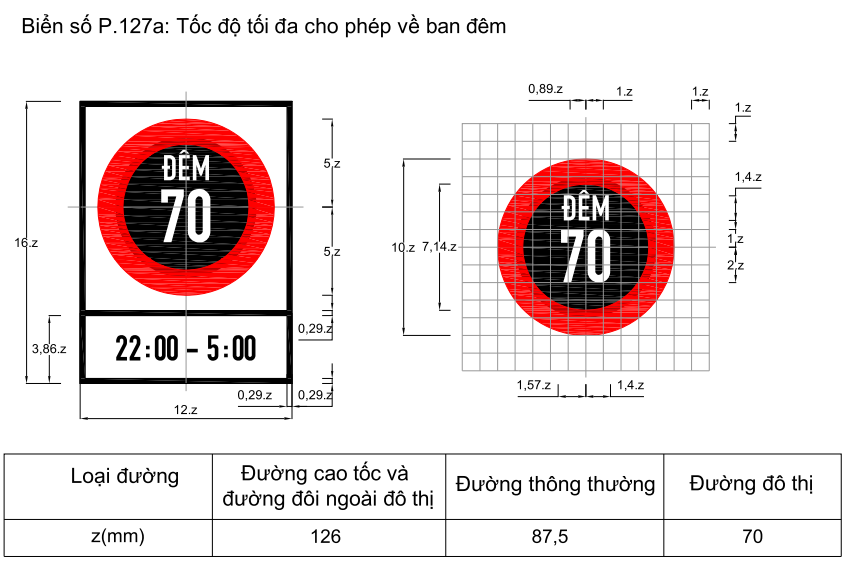 Biển số P.127a: Tốc độ tối đa cho phép về ban đêm
0,89.z
1.z
1.z
1.z
ĐÊM
70
5,z
5,z
16.z
22:00 - 5:00
3,86.z
0,29.z
0,29.z
0,29.z
12.z
ĐÊM
70
10.z
7,14.z
1,4.z
1,z
2,z
1,57.z
1,4.z
Loại đường
Đường cao tốc và
đường đôi ngoài đô thị
Đường thông thường
Đường đô thị
z(mm)
126
87,5
70